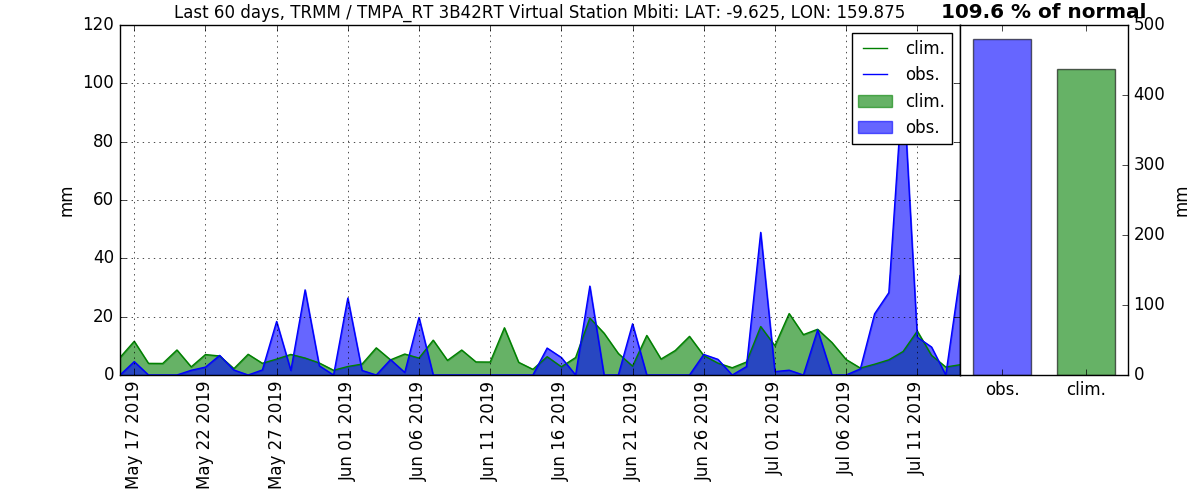 Last 60 days, TRMM / TMPA_RT 3B42RT Virtual Station Mbiti: LAT: -9.625, LON: 159.875
109.6 % of normal
120
100
80
60
40
20
0
mm
clim.
obs.
clim.
obs.
500
400
300
200
100
0
mm
May 17 2019
May 22 2019
May 27 2019
Jun 01 2019
Jun 06 2019
Jun 11 2019
Jun 16 2019
Jun 21 2019
Jun 26 2019
Jul 01 2019
Jul 06 2019
Jul 11 2019
obs.
clim.